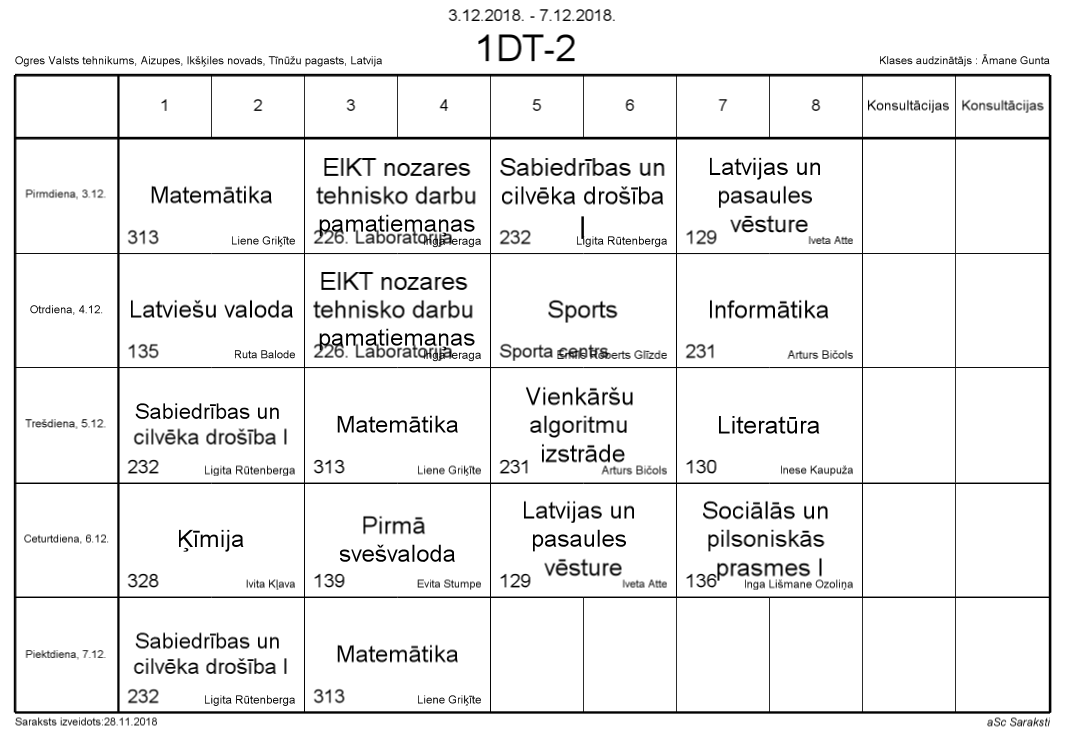 3.12.2018. - 7.12.2018.
1DT-2
Ogres Valsts tehnikums, Aizupes, Ikšķiles novads, Tīnūžu pagasts, Latvija
Klases audzinātājs : Āmane Gunta
1 2 3 4 5 6 7 8 Konsultācijas Konsultācijas
Pirmdiena, 3.12.
Matemātika
313 Liene Griķīte
EIKT nozares
tehnisko darbu
pamatiemaņas
226. Laboratorija Inga Ieraga
Sabiedrības un
cilvēka drošība
I
232 Ligita Rūtenberga
Latvijas un
pasaules
vēsture
129 Iveta Atte
Otrdiena, 4.12.
Latviešu valoda
135 Ruta Balode
EIKT nozares
tehnisko darbu
pamatiemaņas
226. Laboratorija Inga Ieraga
Sports
Sporta centrs Emīls Roberts Glīzde
Informātika
231 Arturs Bičols
Trešdiena, 5.12.
Sabiedrības un
cilvēka drošība I
232 Ligita Rūtenberga
Matemātika
313 Liene Griķīte
Vienkāršu
algoritmu
izstrāde
231 Arturs Bičols
Literatūra
130 Inese Kaupuža
Ceturtdiena, 6.12.
Ķīmija
328 Ivita Kļava
Pirmā
svešvaloda
139 Evita Stumpe
Latvijas un
pasaules
vēsture
129 Iveta Atte
Sociālās un
pilsoniskās
prasmes I
136 Inga Lišmane Ozoliņa
Piektdiena, 7.12.
Sabiedrības un
cilvēka drošība I
232 Ligita Rūtenberga
Matemātika
313 Liene Griķīte
Saraksts izveidots:28.11.2018
aSc Saraksti